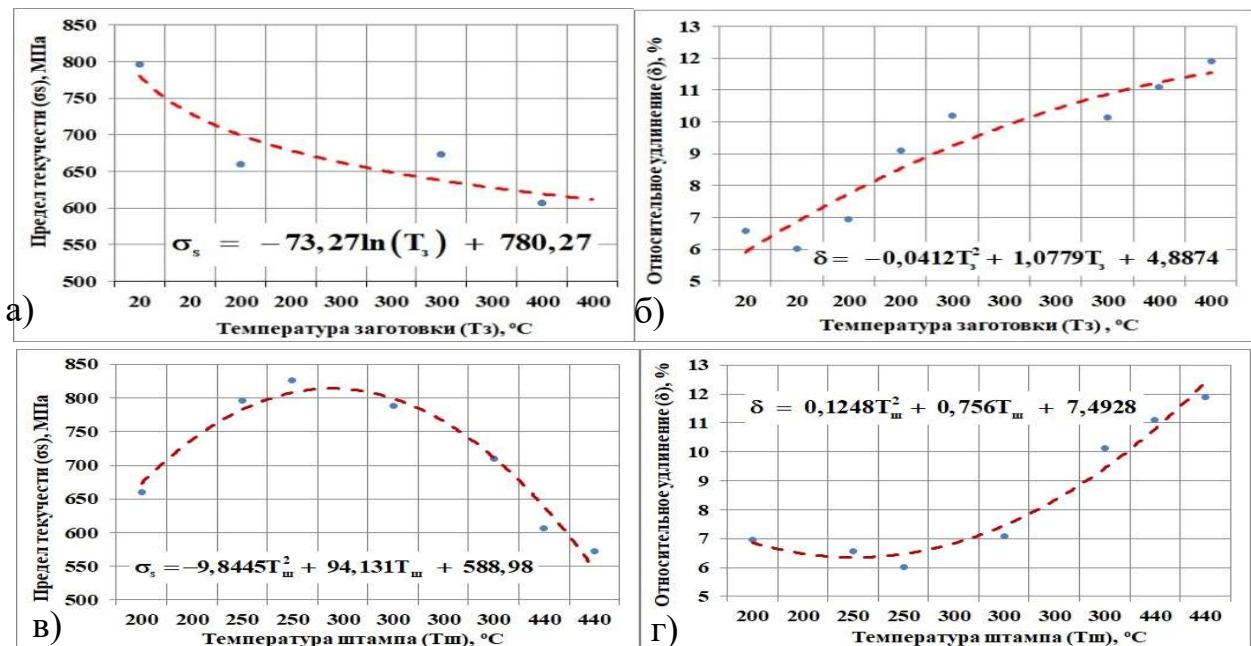 850
800
750
700
650
600
550
500
Предел текучести (σs), МПа
σₛ = −73,27ln(Tз) + 780,27
20 20 200 200 300 300 300 300 400 400
Температура заготовки (Тз), °С
а)
13
12
11
10
9
8
7
6
5
Относительное удлинение (δ), %
δ = −0,0412Tз² + 1,0779Tз + 4,8874
20 20 200 200 300 300 300 300 400 400
Температура заготовки (Тз) , °С
б)
850
800
750
700
650
600
550
500
Предел текучести (σs), МПа
σₛ = −9,8445Tш² + 94,131Tш + 588,98
200 200 250 250 300 300 300 300 440 440
Температура штампа (Тш), °С
в)
13
12
11
10
9
8
7
6
5
Относительное удлинение (δ), %
δ = 0,1248Tш² + 0,756Tш + 7,4928
200 200 250 250 300 300 300 300 440 440
Температура штампа (Тш), °С
г)